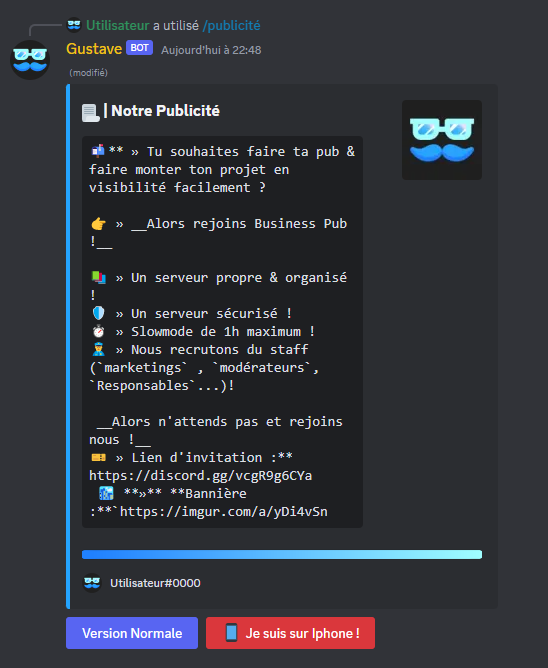 Utilisateur a utilisé /publicité
Gustave BOT Aujourd'hui à 22:48
(modifié)
| Notre Publicité
📬** » Tu souhaites faire ta pub &
faire monter ton projet en
visibilité facilement ?
👉 » __Alors rejoins Business Pub
!__
» Un serveur propre & organisé
!
🛡️ » Un serveur sécurisé !
⏱️ » Slowmode de 1h maximum !
👮 » Nous recrutons du staff
(`marketings` , `modérateurs`,
`Responsables`...)!
__Alors n'attends pas et rejoins
nous !__
🎫 » Lien d'invitation :**
https://discord.gg/vcgR9g6CYa
**»** **Bannière
:**`https://imgur.com/a/yDi4vSn
Utilisateur#0000
Version Normale
📱 Je suis sur Iphone !